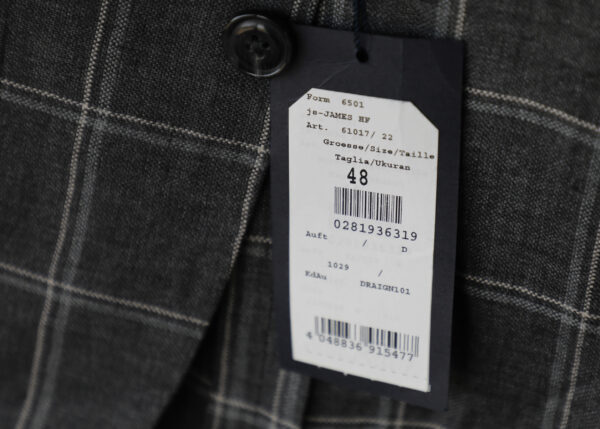 Form 6501
js-JAMES HF
Art. 61017/ 22
Groesse/Size/Taille
Taglia/Ukuran
48
0281936319
Auft / D
1029 /
KdAu DRAIGN101
4 048836 915477